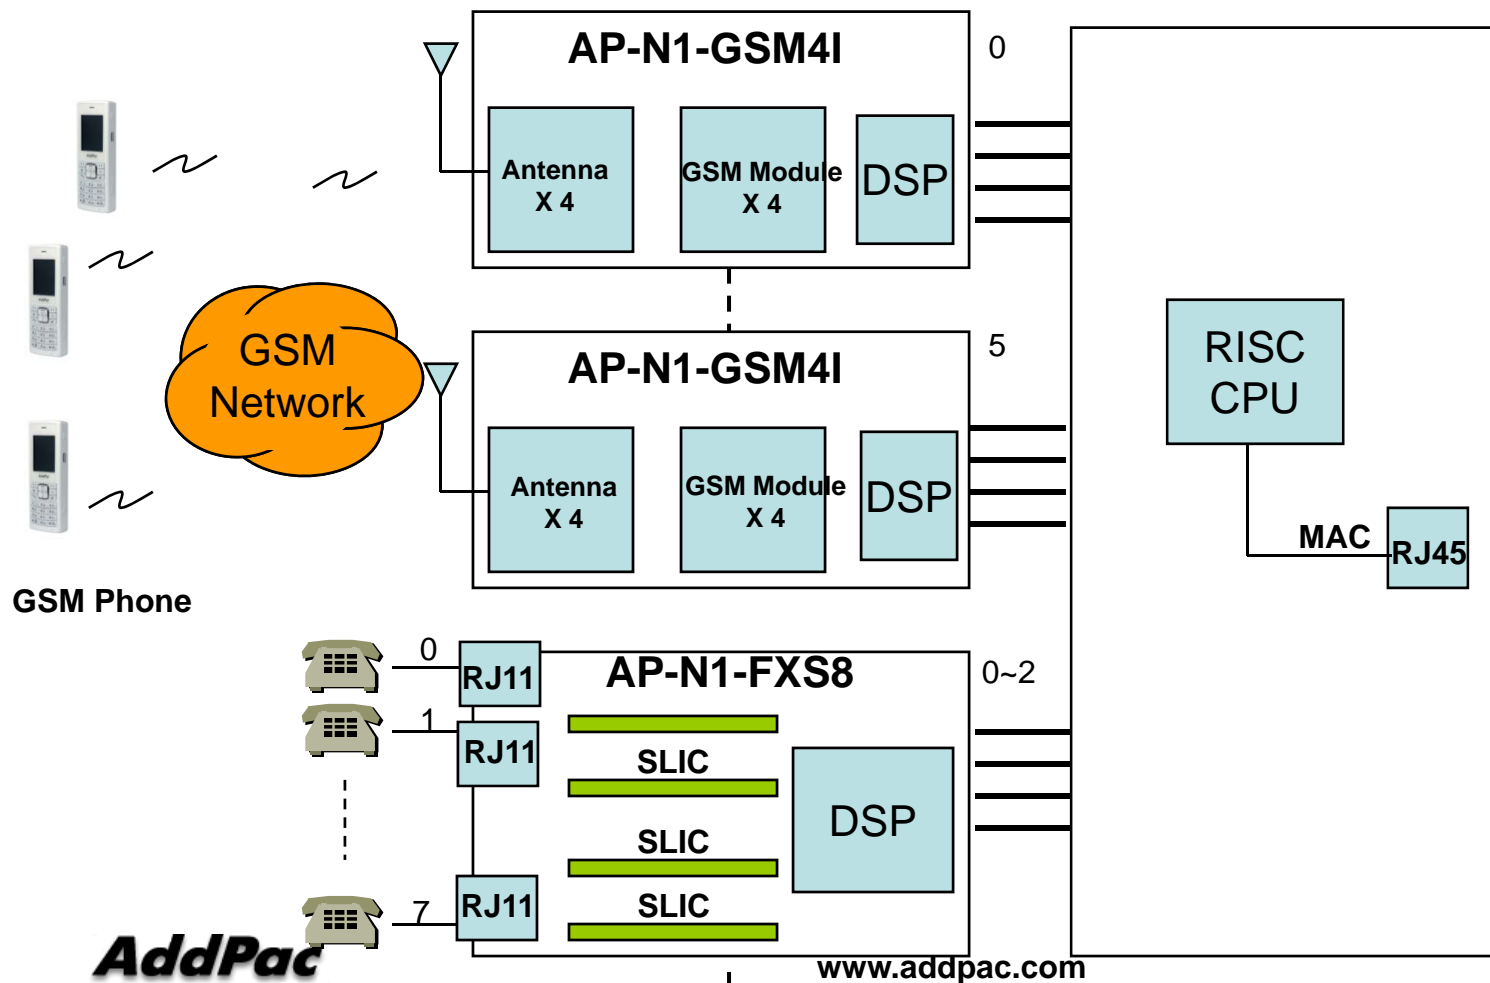 AP-N1-GSM4I
0
Antenna
X 4
GSM Module
X 4
DSP
GSM
Network
AP-N1-GSM4I
5
Antenna
X 4
GSM Module
X 4
DSP
RISC
CPU
MAC
RJ45
GSM Phone
0
RJ11
AP-N1-FXS8
0~2
1
RJ11
SLIC
DSP
SLIC
7
RJ11
SLIC
AddPac
www.addpac.com